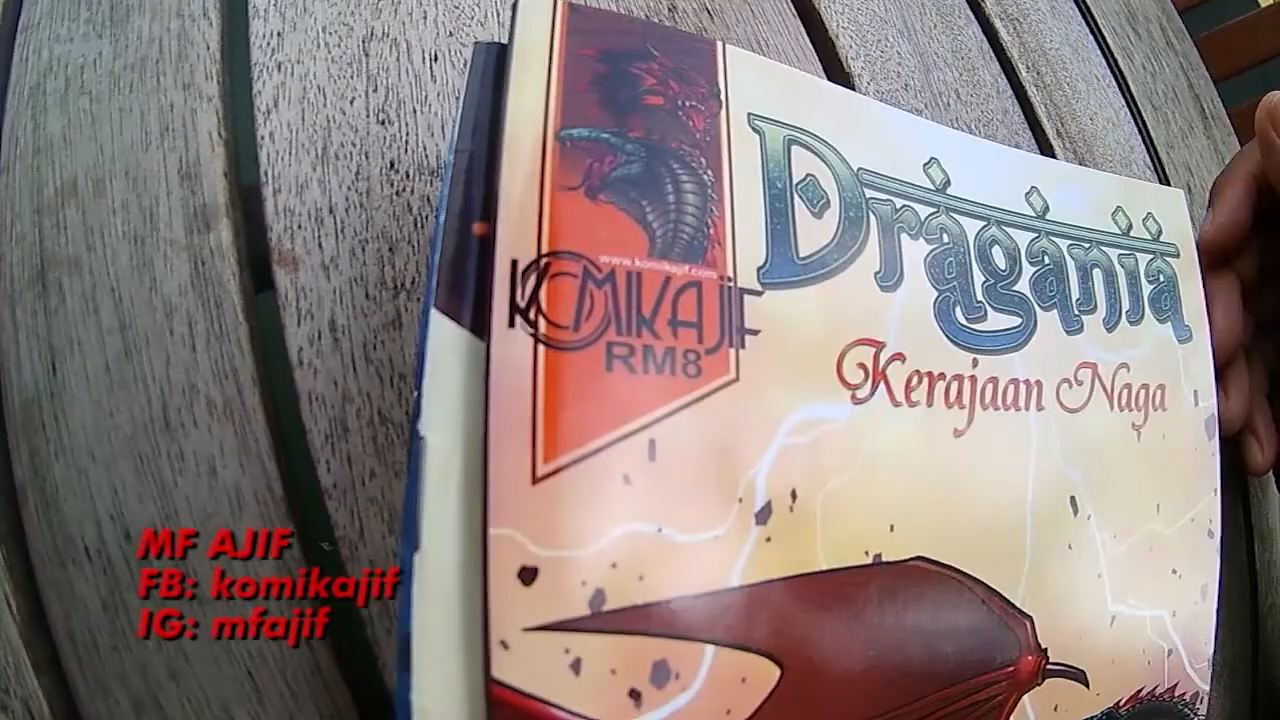 www.komikajif.com
KOMIKAJIF
RM8
Dragania
Kerajaan Naga
MF AJIF
FB: komikajif
IG: mfajif